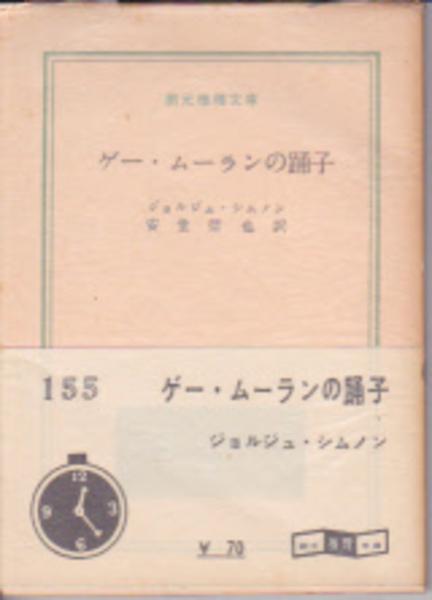 創元推理文庫
ゲー・ムーランの踊子
ジョルジュ・シムノン
安堂信也訳
155
ゲー・ムーランの踊子
ジョルジュ・シムノン
12
9 3
6
¥ 70
推理